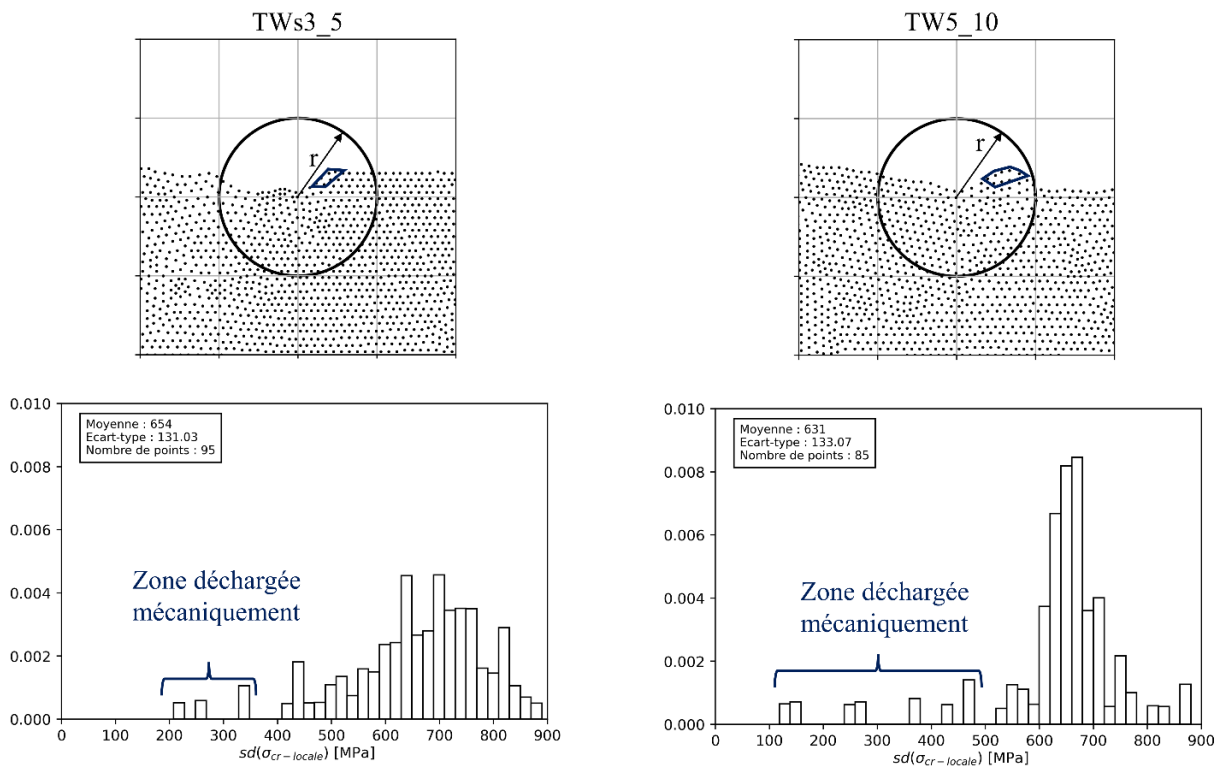 TWs3_5
r
TW5_10
r
0.010
0.008
0.006
0.004
0.002
0.000
Moyenne : 654
Ecart-type : 131.03
Nombre de points : 95
Zone déchargée
mécaniquement
0 100 200 300 400 500 600 700 800 900
sd(σcr−locale) [MPa]
0.010
0.008
0.006
0.004
0.002
0.000
Moyenne : 631
Ecart-type : 133.07
Nombre de points : 85
Zone déchargée
mécaniquement
0 100 200 300 400 500 600 700 800 900
sd(σcr−locale) [MPa]